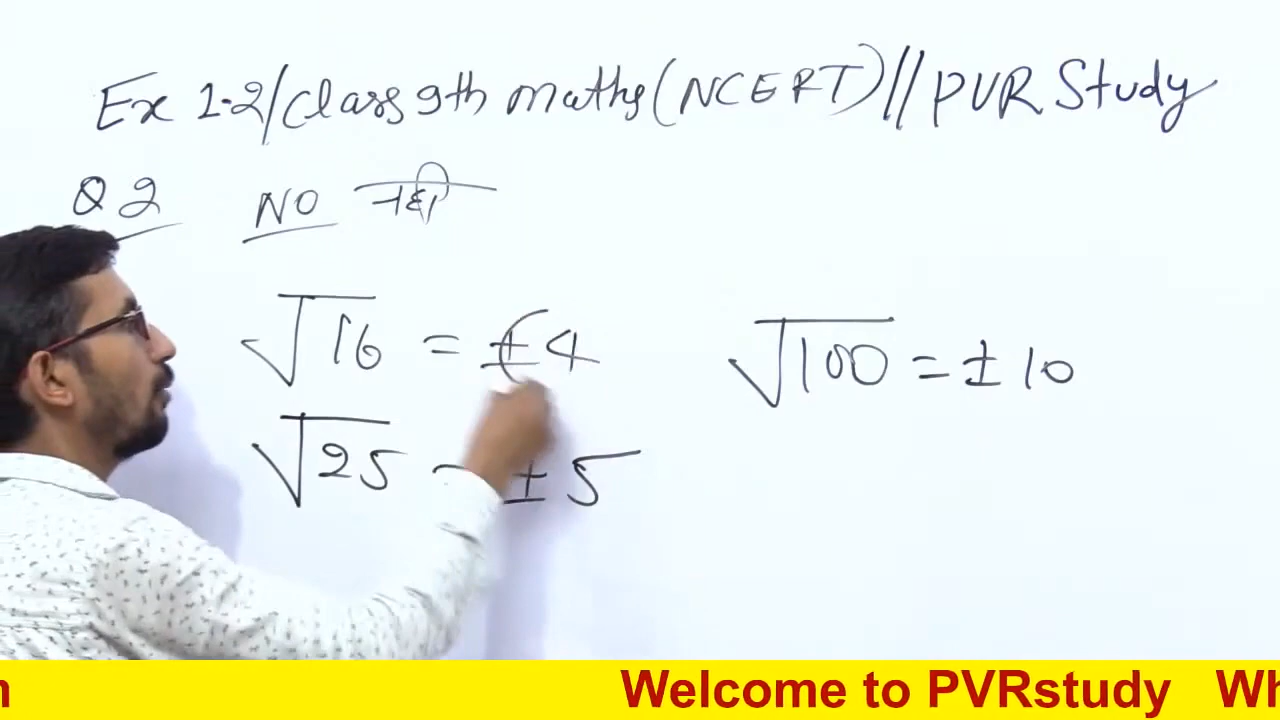 Ex 1.2/Class 9th maths (NCERT)//PVR Study
Q 2 NO नही
√16 = ±4 √100 = ±10
√25 = ±5
Welcome to PVRstudy